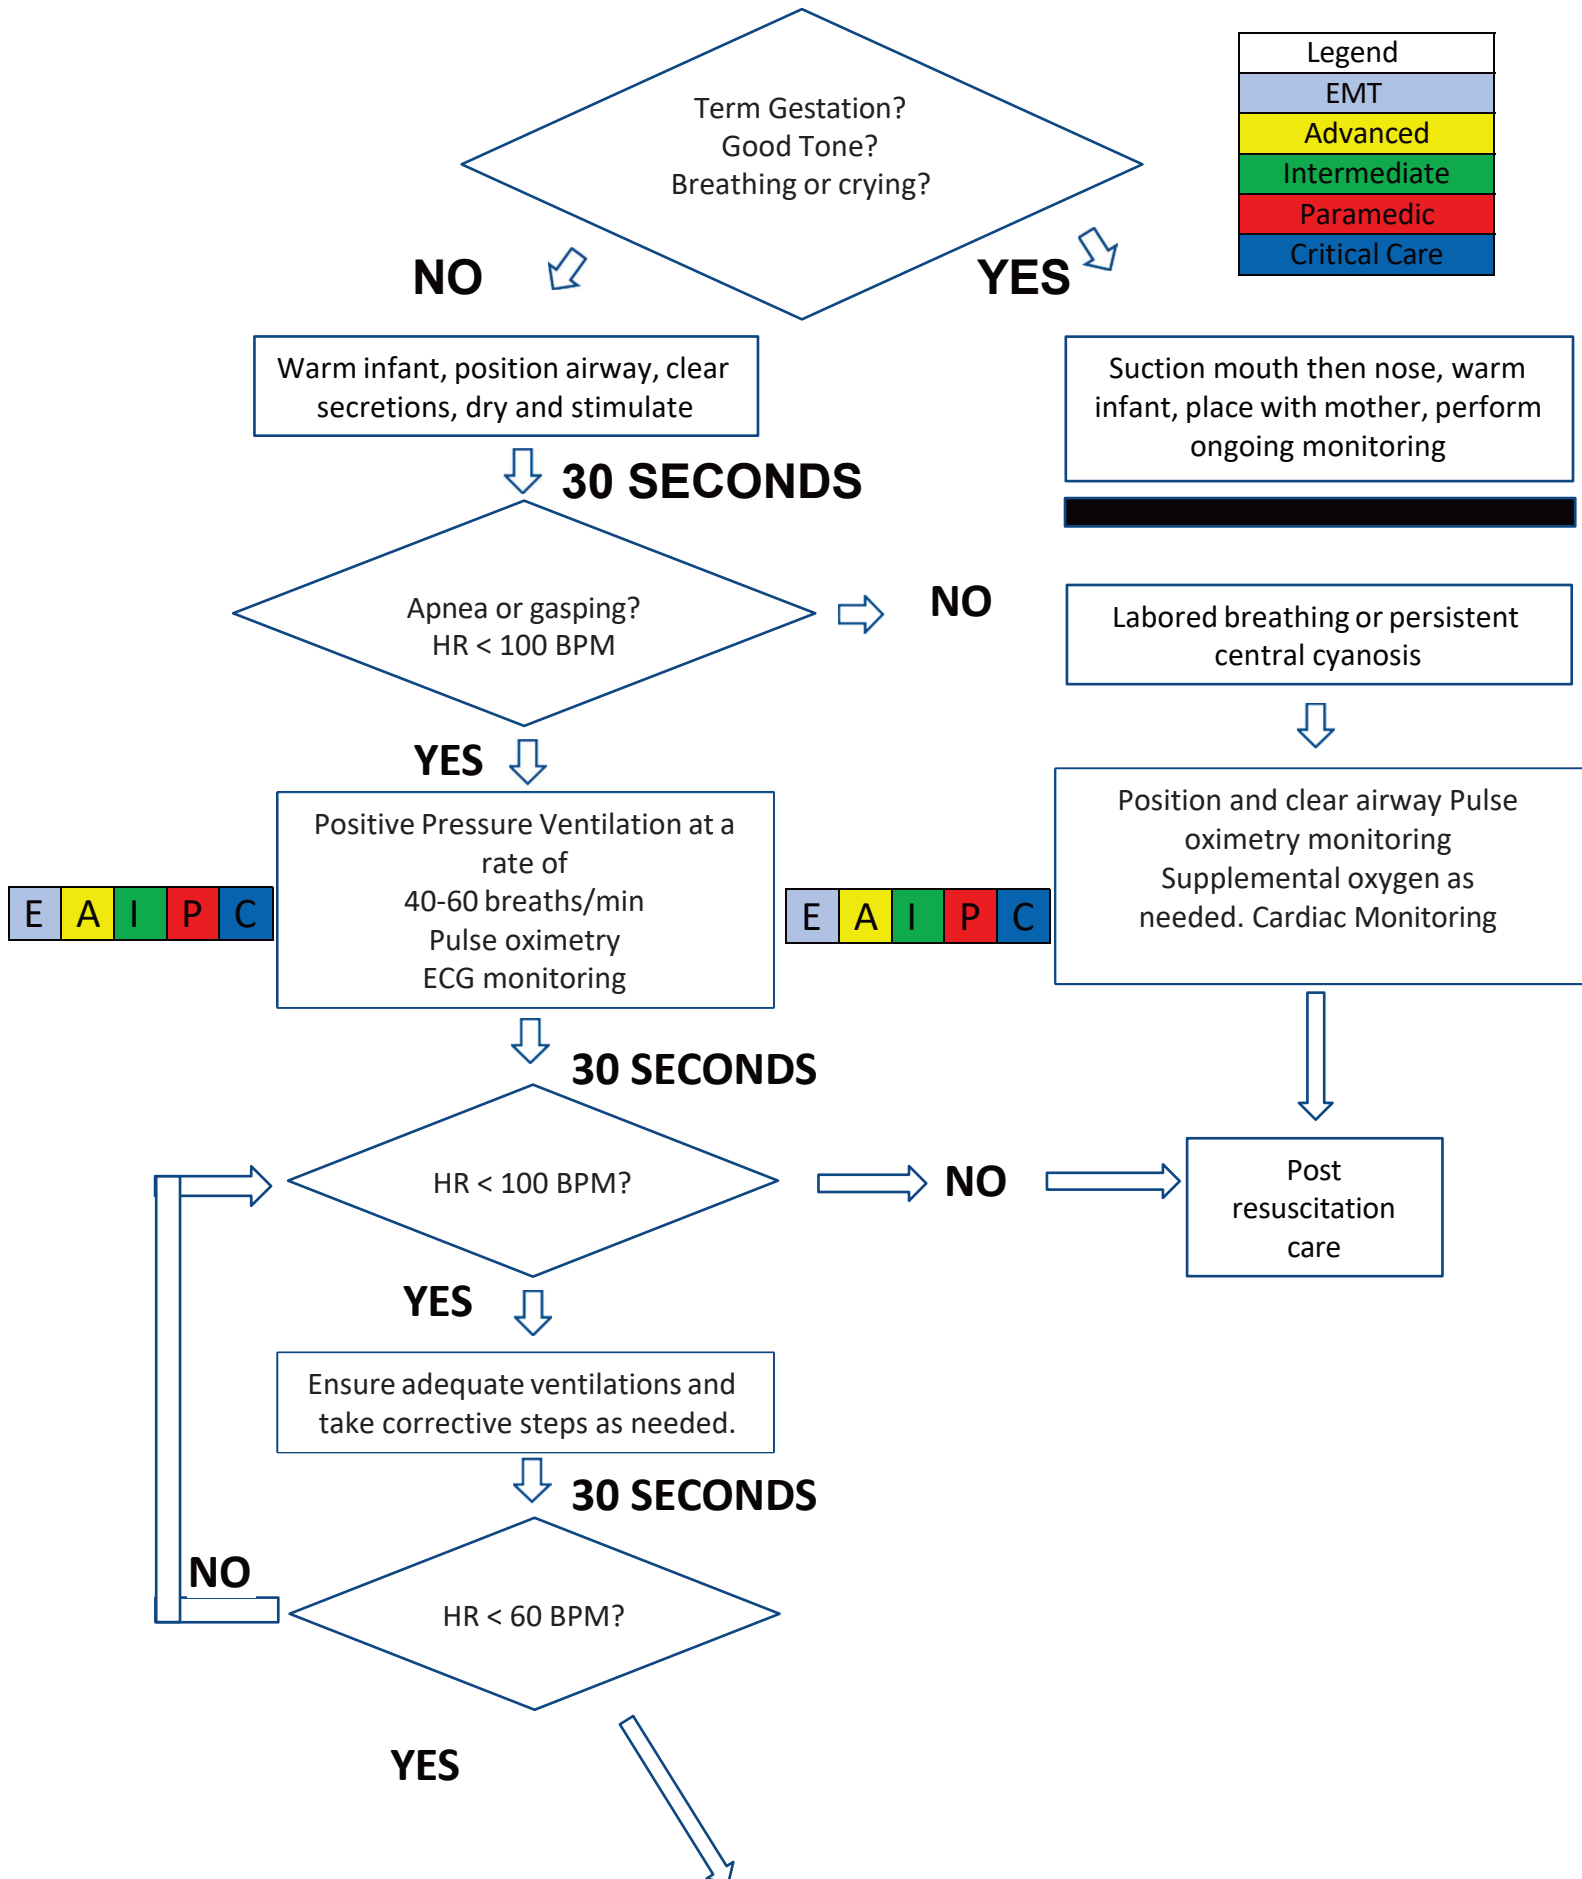 Term Gestation?
Good Tone?
Breathing or crying?
Legend
EMT
Advanced
Intermediate
Paramedic
Critical Care
NO
YES
Warm infant, position airway, clear
secretions, dry and stimulate
Suction mouth then nose, warm
infant, place with mother, perform
ongoing monitoring
30 SECONDS
Apnea or gasping?
HR < 100 BPM
NO
Labored breathing or persistent
central cyanosis
YES
Positive Pressure Ventilation at a
rate of
40-60 breaths/min
Pulse oximetry
ECG monitoring
E A I P C
Position and clear airway Pulse
oximetry monitoring
Supplemental oxygen as
needed. Cardiac Monitoring
E A I P C
30 SECONDS
HR < 100 BPM?
NO
Post
resuscitation
care
YES
Ensure adequate ventilations and
take corrective steps as needed.
30 SECONDS
NO
HR < 60 BPM?
YES